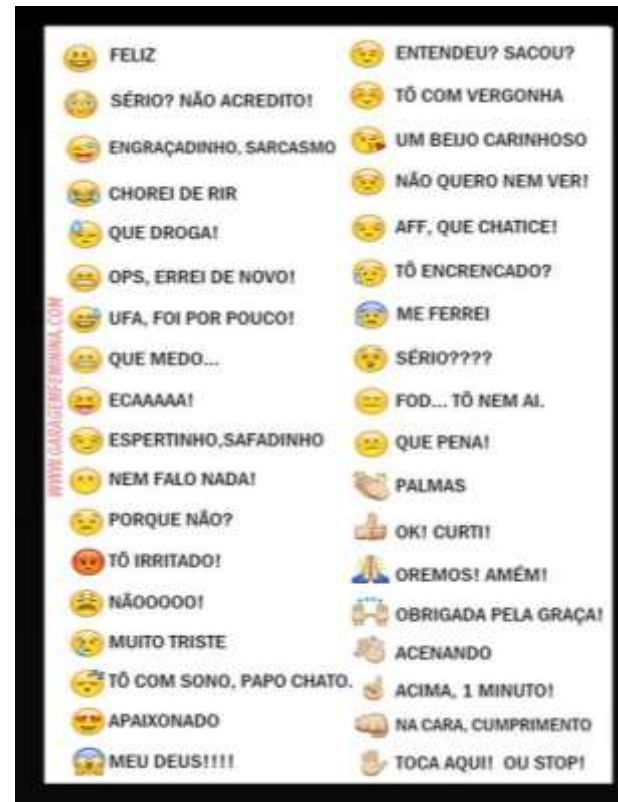 FELIZ
SÉRIO? NÃO ACREDITO!
ENGRAÇADINHO, SARCASMO
CHOREI DE RIR
QUE DROGA!
OPS, ERREI DE NOVO!
UFA, FOI POR POUCO!
QUE MEDO...
ECAAAAA!
ESPERTINHO,SAFADINHO
NEM FALO NADA!
PORQUE NÃO?
TÔ IRRITADO!
NÃOOOOO!
MUITO TRISTE
TÔ COM SONO, PAPO CHATO.
APAIXONADO
MEU DEUS!!!!
ENTENDEU? SACOU?
TÔ COM VERGONHA
UM BEIJO CARINHOSO
NÃO QUERO NEM VER!
AFF, QUE CHATICE!
TÔ ENCRENCADO?
ME FERREI
SÉRIO????
FOD... TÔ NEM AI.
QUE PENA!
PALMAS
OK! CURTI!
OREMOS! AMÉM!
OBRIGADA PELA GRAÇA!
ACENANDO
ACIMA, 1 MINUTO!
NA CARA, CUMPRIMENTO
TOCA AQUI! OU STOP!
WWW.GARAGEMFEMININA.COM